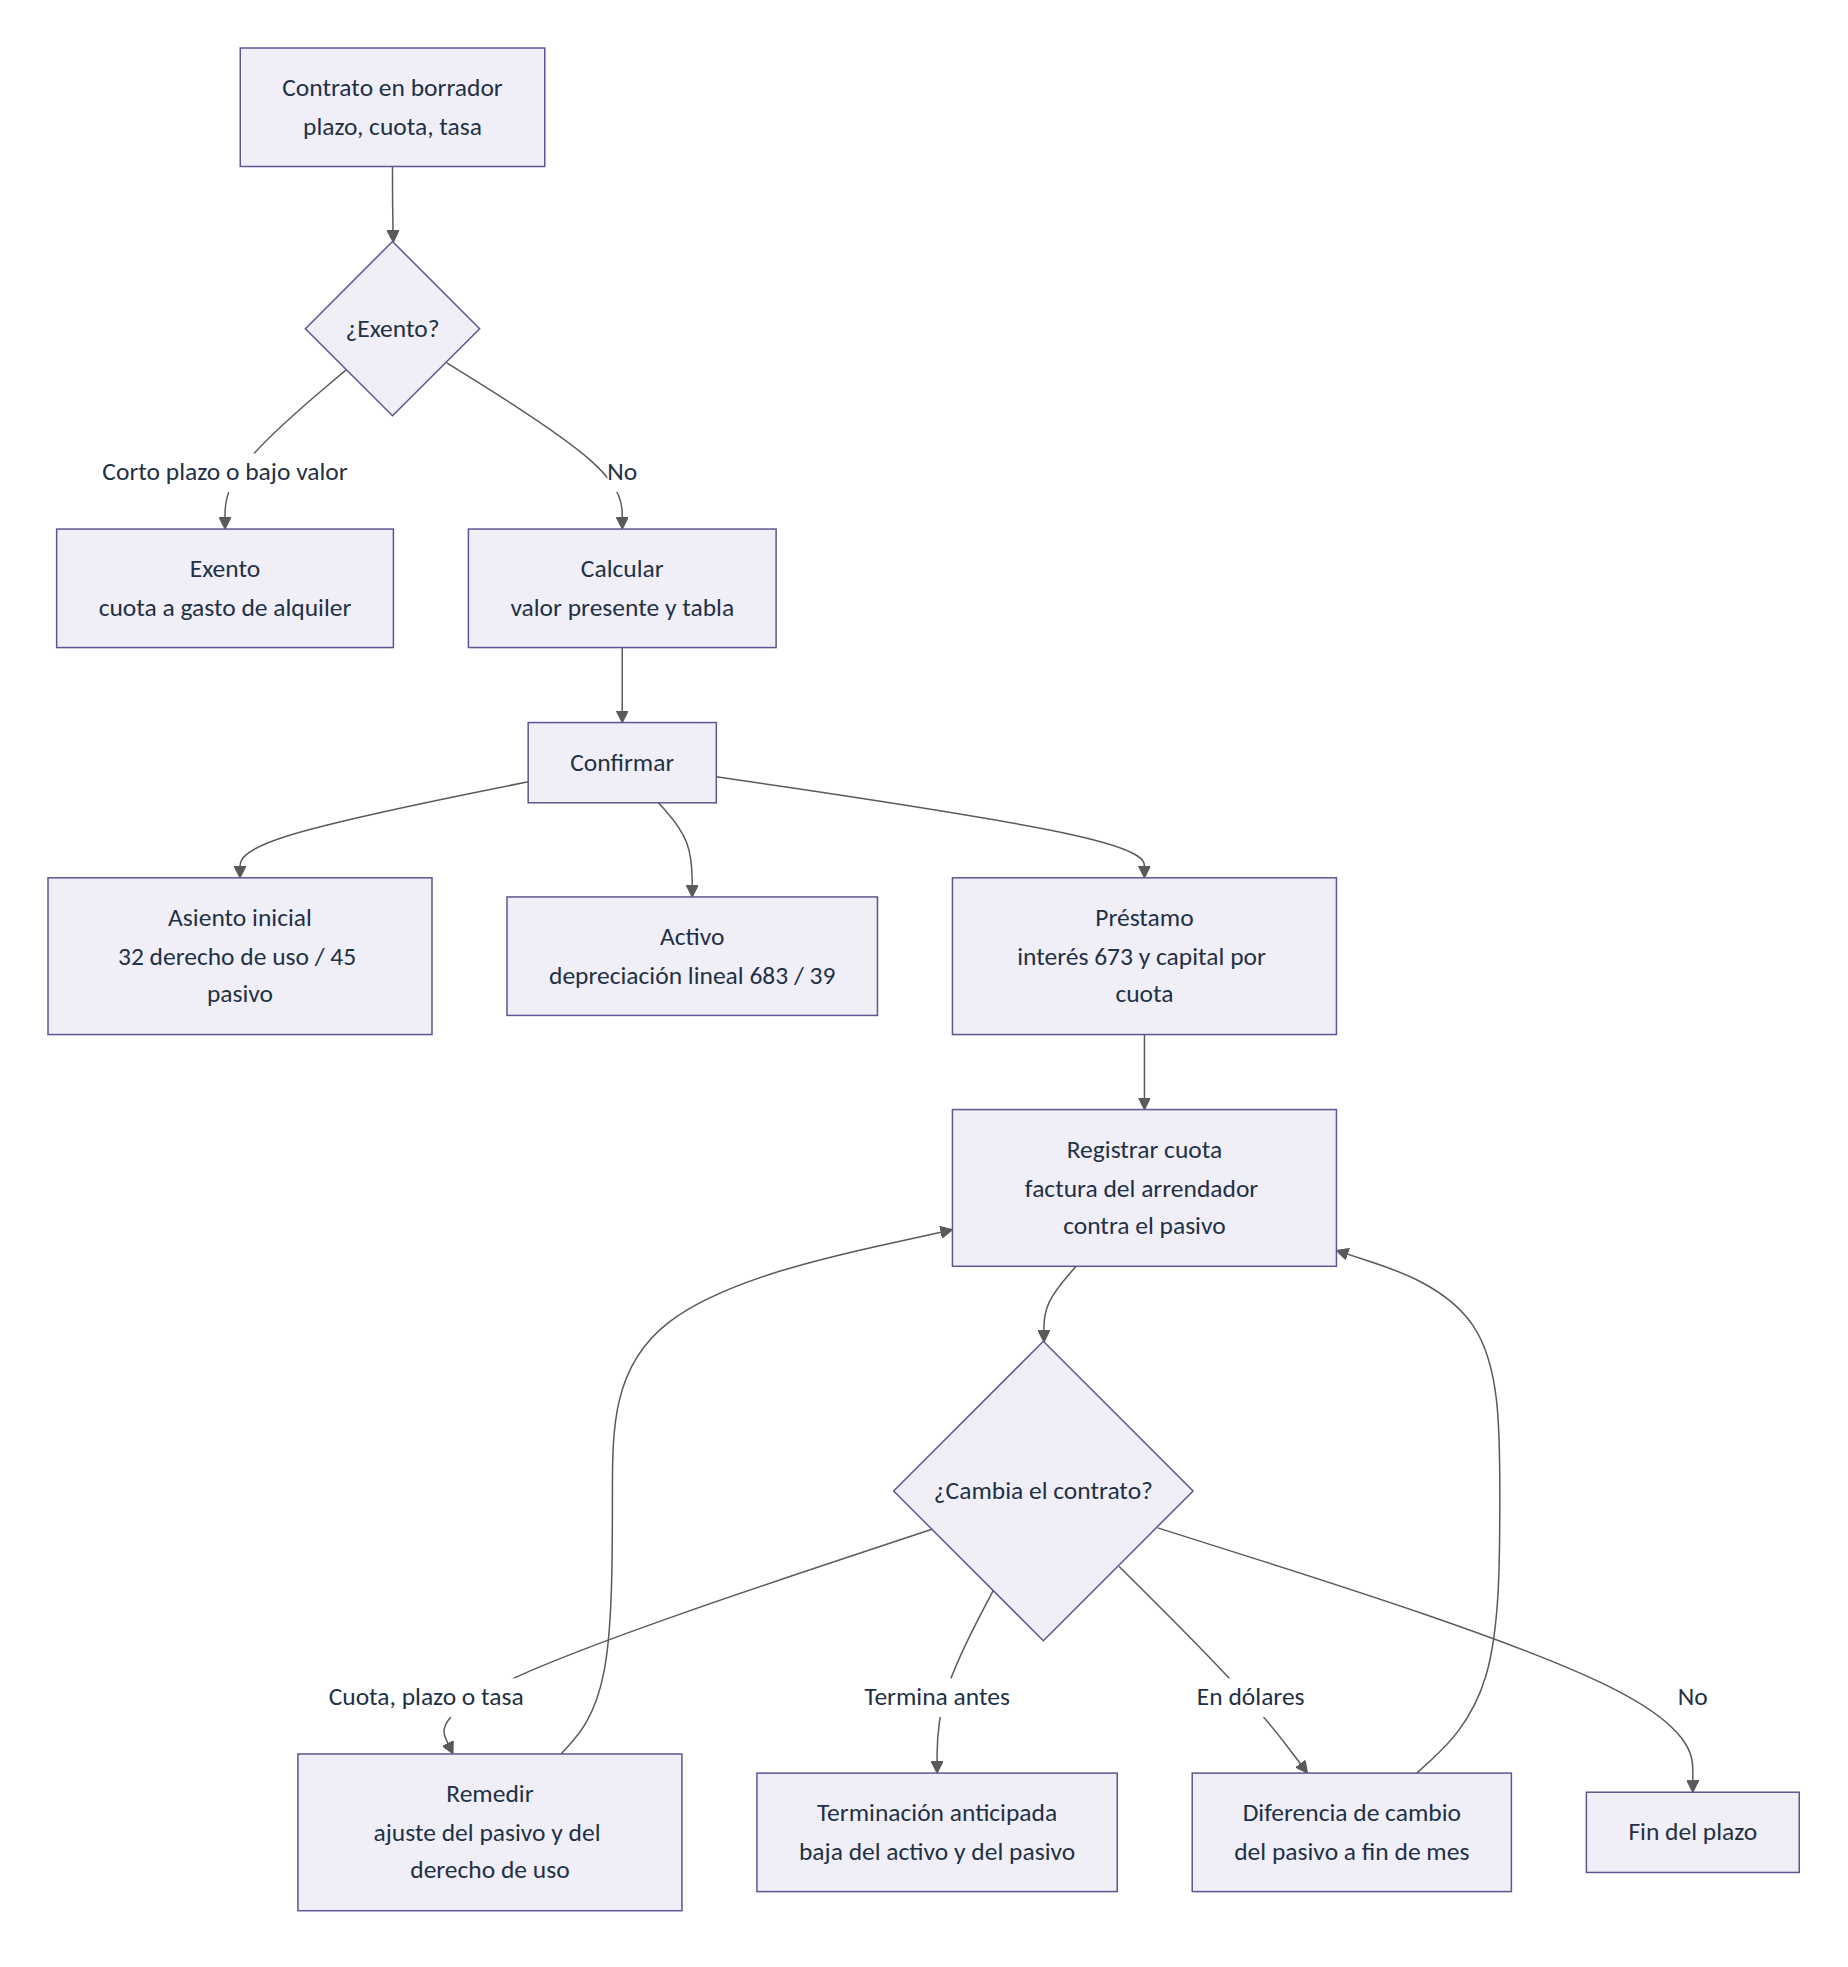 Contrato en borrador
plazo, cuota, tasa
¿Exento?
Corto plazo o bajo valor
No
Exento
cuota a gasto de alquiler
Calcular
valor presente y tabla
Confirmar
Asiento inicial
32 derecho de uso / 45
pasivo
Activo
depreciación lineal 683 / 39
Préstamo
interés 673 y capital por
cuota
Registrar cuota
factura del arrendador
contra el pasivo
¿Cambia el contrato?
Cuota, plazo o tasa
Termina antes
En dólares
No
Remedir
ajuste del pasivo y del
derecho de uso
Terminación anticipada
baja del activo y del pasivo
Diferencia de cambio
del pasivo a fin de mes
Fin del plazo